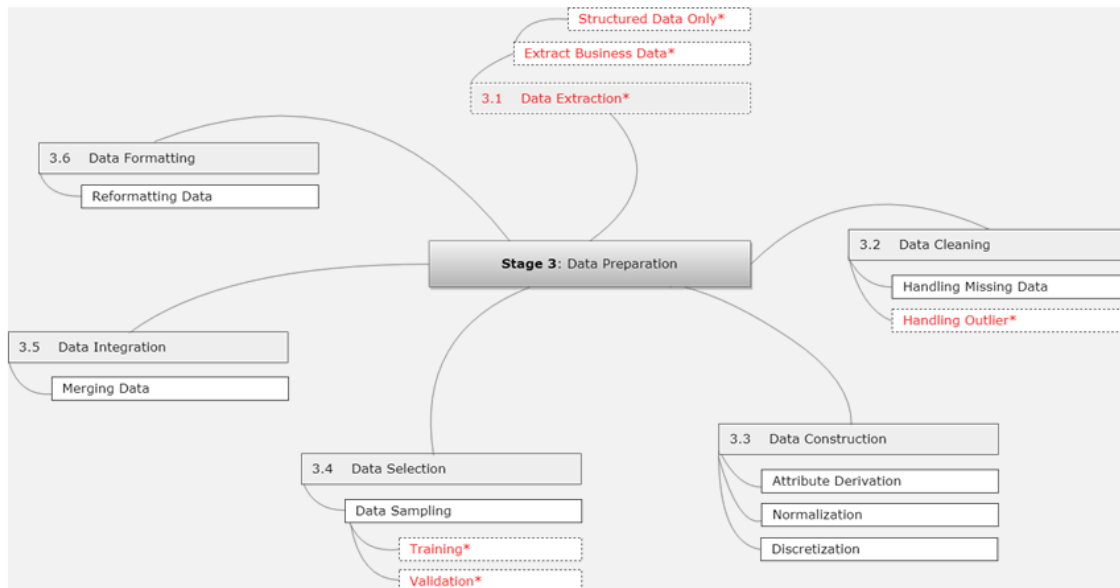 Structured Data Only*
Extract Business Data*
3.1 Data Extraction*
3.6 Data Formatting
Reformatting Data
Stage 3: Data Preparation
3.2 Data Cleaning
Handling Missing Data
Handling Outlier*
3.5 Data Integration
Merging Data
3.4 Data Selection
Data Sampling
Training*
Validation*
3.3 Data Construction
Attribute Derivation
Normalization
Discretization